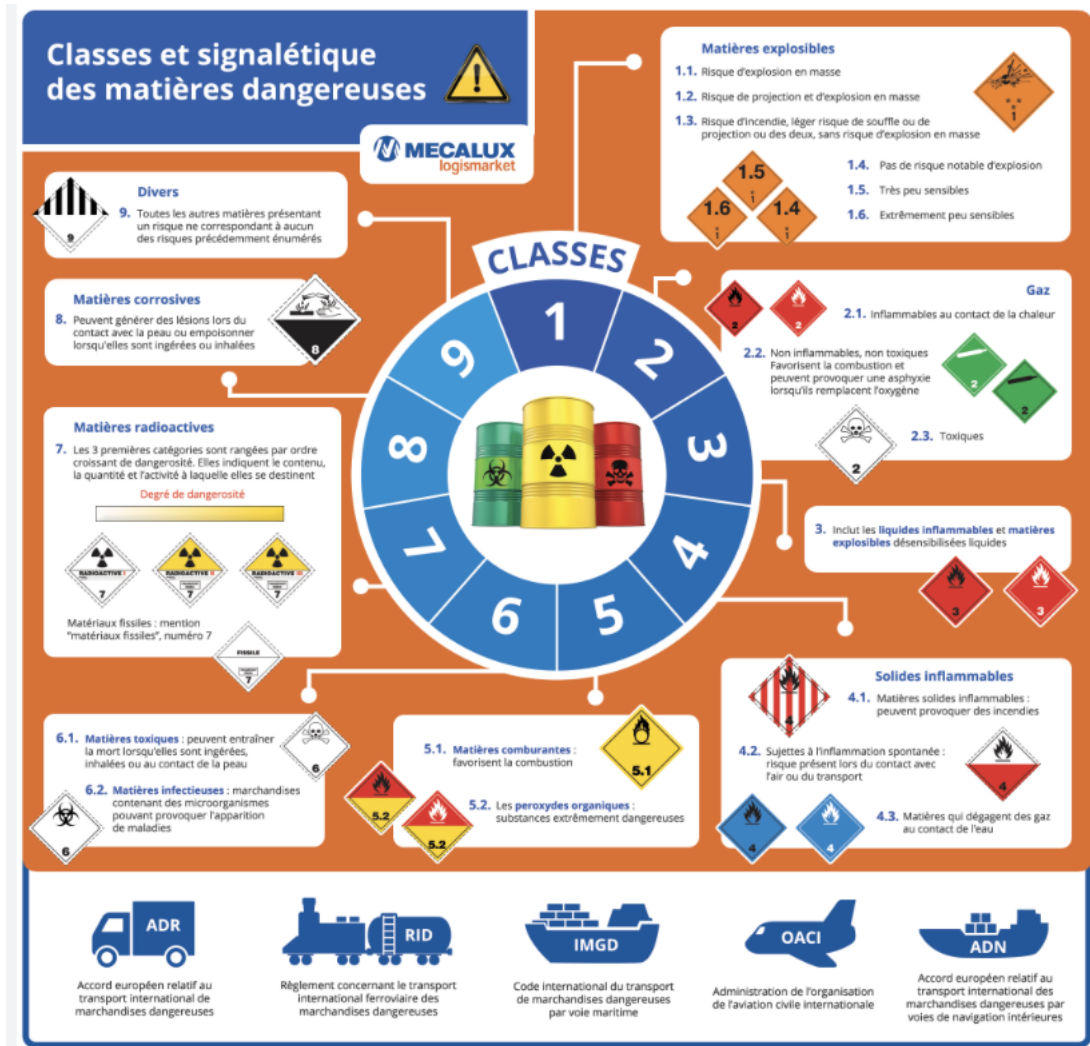 Classes et signalétique
des matières dangereuses
MECALUX
logismarket
Matières explosibles
1.1. Risque d'explosion en masse
1.2. Risque de projection et d'explosion en masse
1.3. Risque d'incendie, léger risque de souffle ou de
projection ou des deux, sans risque d'explosion en masse
1
1.5
1
1.6
1
1.4
1
1.4. Pas de risque notable d'explosion
1.5. Très peu sensibles
1.6. Extrêmement peu sensibles
Divers
9. Toutes les autres matières présentant
un risque ne correspondant à aucun
des risques précédemment énumérés
9
Matières corrosives
8. Peuvent générer des lésions lors du
contact avec la peau ou empoisonner
lorsqu'elles sont ingérées ou inhalées
8
CLASSES
1
2
3
4
5
6
7
8
9
Gaz
2
2
2.1. Inflammables au contact de la chaleur
2.2. Non inflammables, non toxiques
Favorisent la combustion et
peuvent provoquer une asphyxie
lorsqu'ils remplacent l'oxygène
2
2
2
2.3. Toxiques
Matières radioactives
7. Les 3 premières catégories sont rangées par ordre
croissant de dangerosité. Elles indiquent le contenu,
la quantité et l'activité à laquelle elles se destinent
Degré de dangerosité
RADIOACTIVE I
7
RADIOACTIVE II
7
RADIOACTIVE III
7
Matériaux fissiles : mention
"matériaux fissiles", numéro 7
FISSILE
7
3. Inclut les liquides inflammables et matières
explosibles désensibilisées liquides
3
3
Solides inflammables
4
4.1. Matières solides inflammables :
peuvent provoquer des incendies
4.2. Sujettes à l'inflammation spontanée :
risque présent lors du contact avec
l'air ou du transport
4
4
4
4.3. Matières qui dégagent des gaz
au contact de l'eau
6.1. Matières toxiques : peuvent entraîner
la mort lorsqu'elles sont ingérées,
inhalées ou au contact de la peau
6
6.2. Matières infectieuses : marchandises
contenant des microorganismes
pouvant provoquer l'apparition
de maladies
6
5.1. Matières comburantes :
favorisent la combustion
5.1
5.2. Les peroxydes organiques :
substances extrêmement dangereuses
5.2
5.2
ADR
Accord européen relatif au
transport international de
marchandises dangereuses
RID
Règlement concernant le transport
international ferroviaire des
marchandises dangereuses
IMGD
Code international du transport
de marchandises dangereuses
par voie maritime
OACI
Administration de l'organisation
de l'aviation civile internationale
ADN
Accord européen relatif au
transport international des
marchandises dangereuses par
voies de navigation intérieures